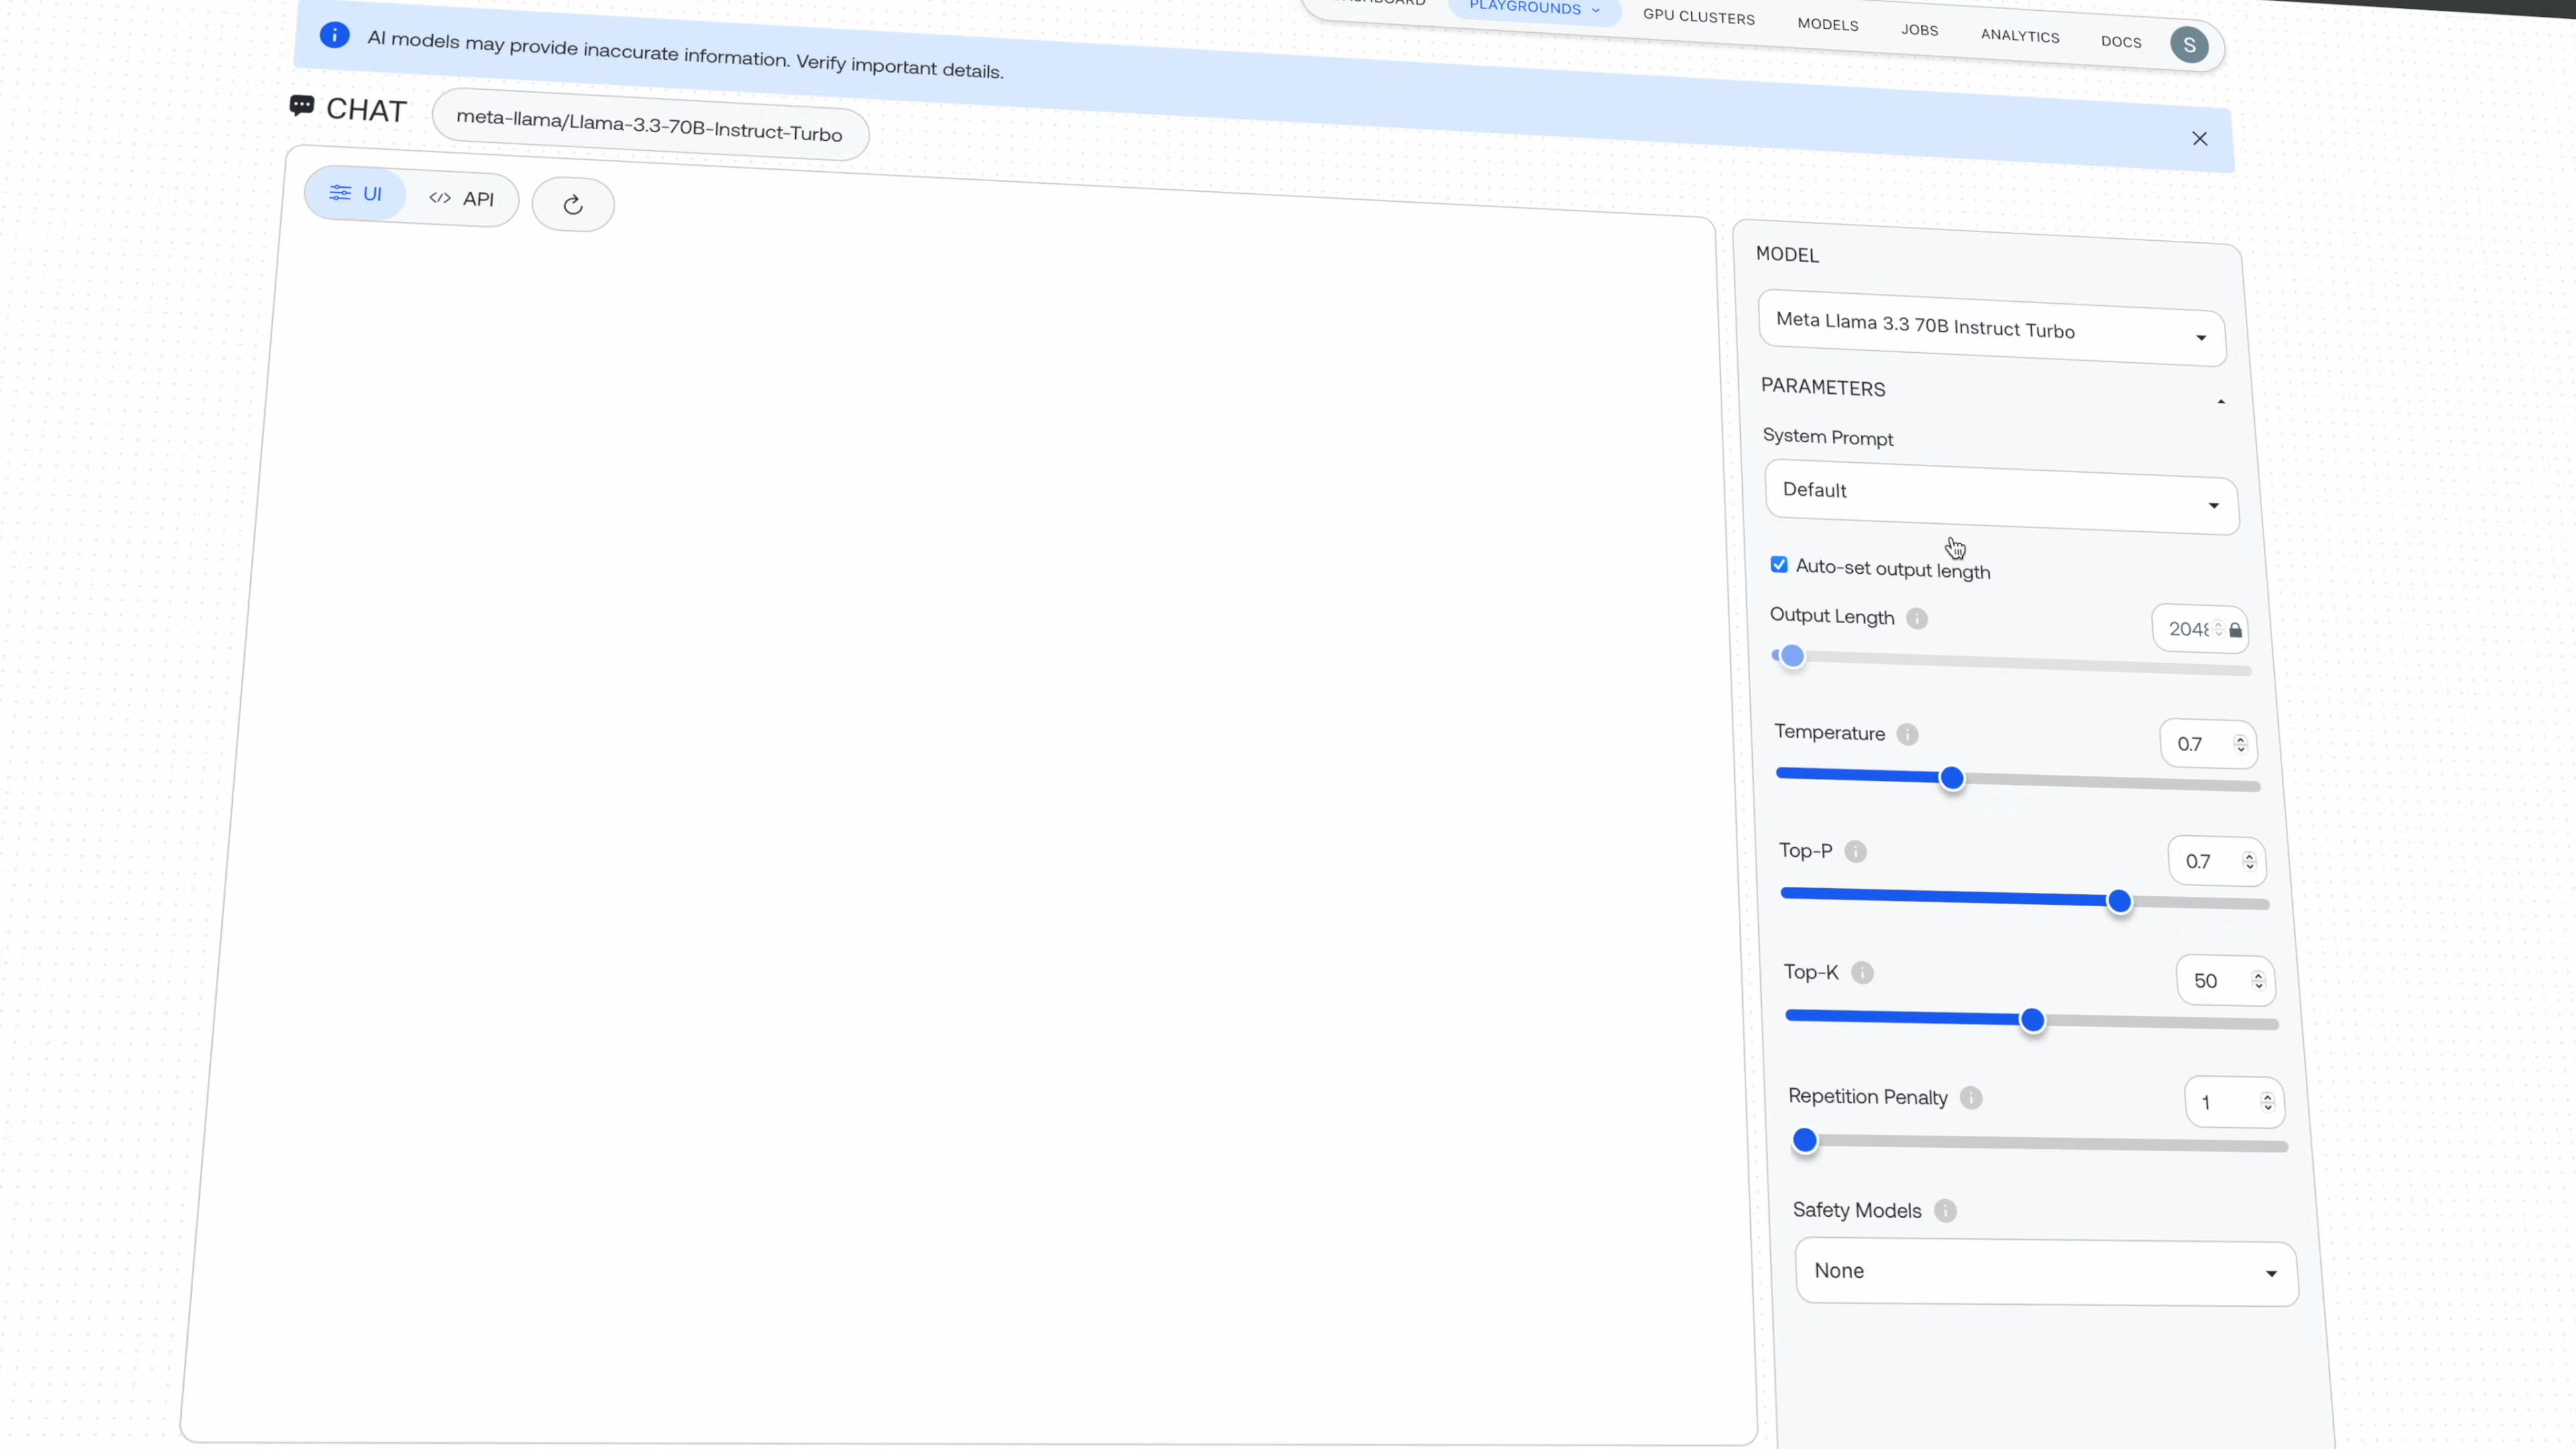 PLAYGROUNDS
GPU CLUSTERS
MODELS
JOBS
ANALYTICS
DOCS
S
AI models may provide inaccurate information. Verify important details.
CHAT
meta-llama/Llama-3.3-70B-Instruct-Turbo
UI
API
MODEL
Meta Llama 3.3 70B Instruct Turbo
PARAMETERS
System Prompt
Default
Auto-set output length
Output Length
Temperature
0.7
Top-P
0.7
Top-K
50
Repetition Penalty
1
Safety Models
None